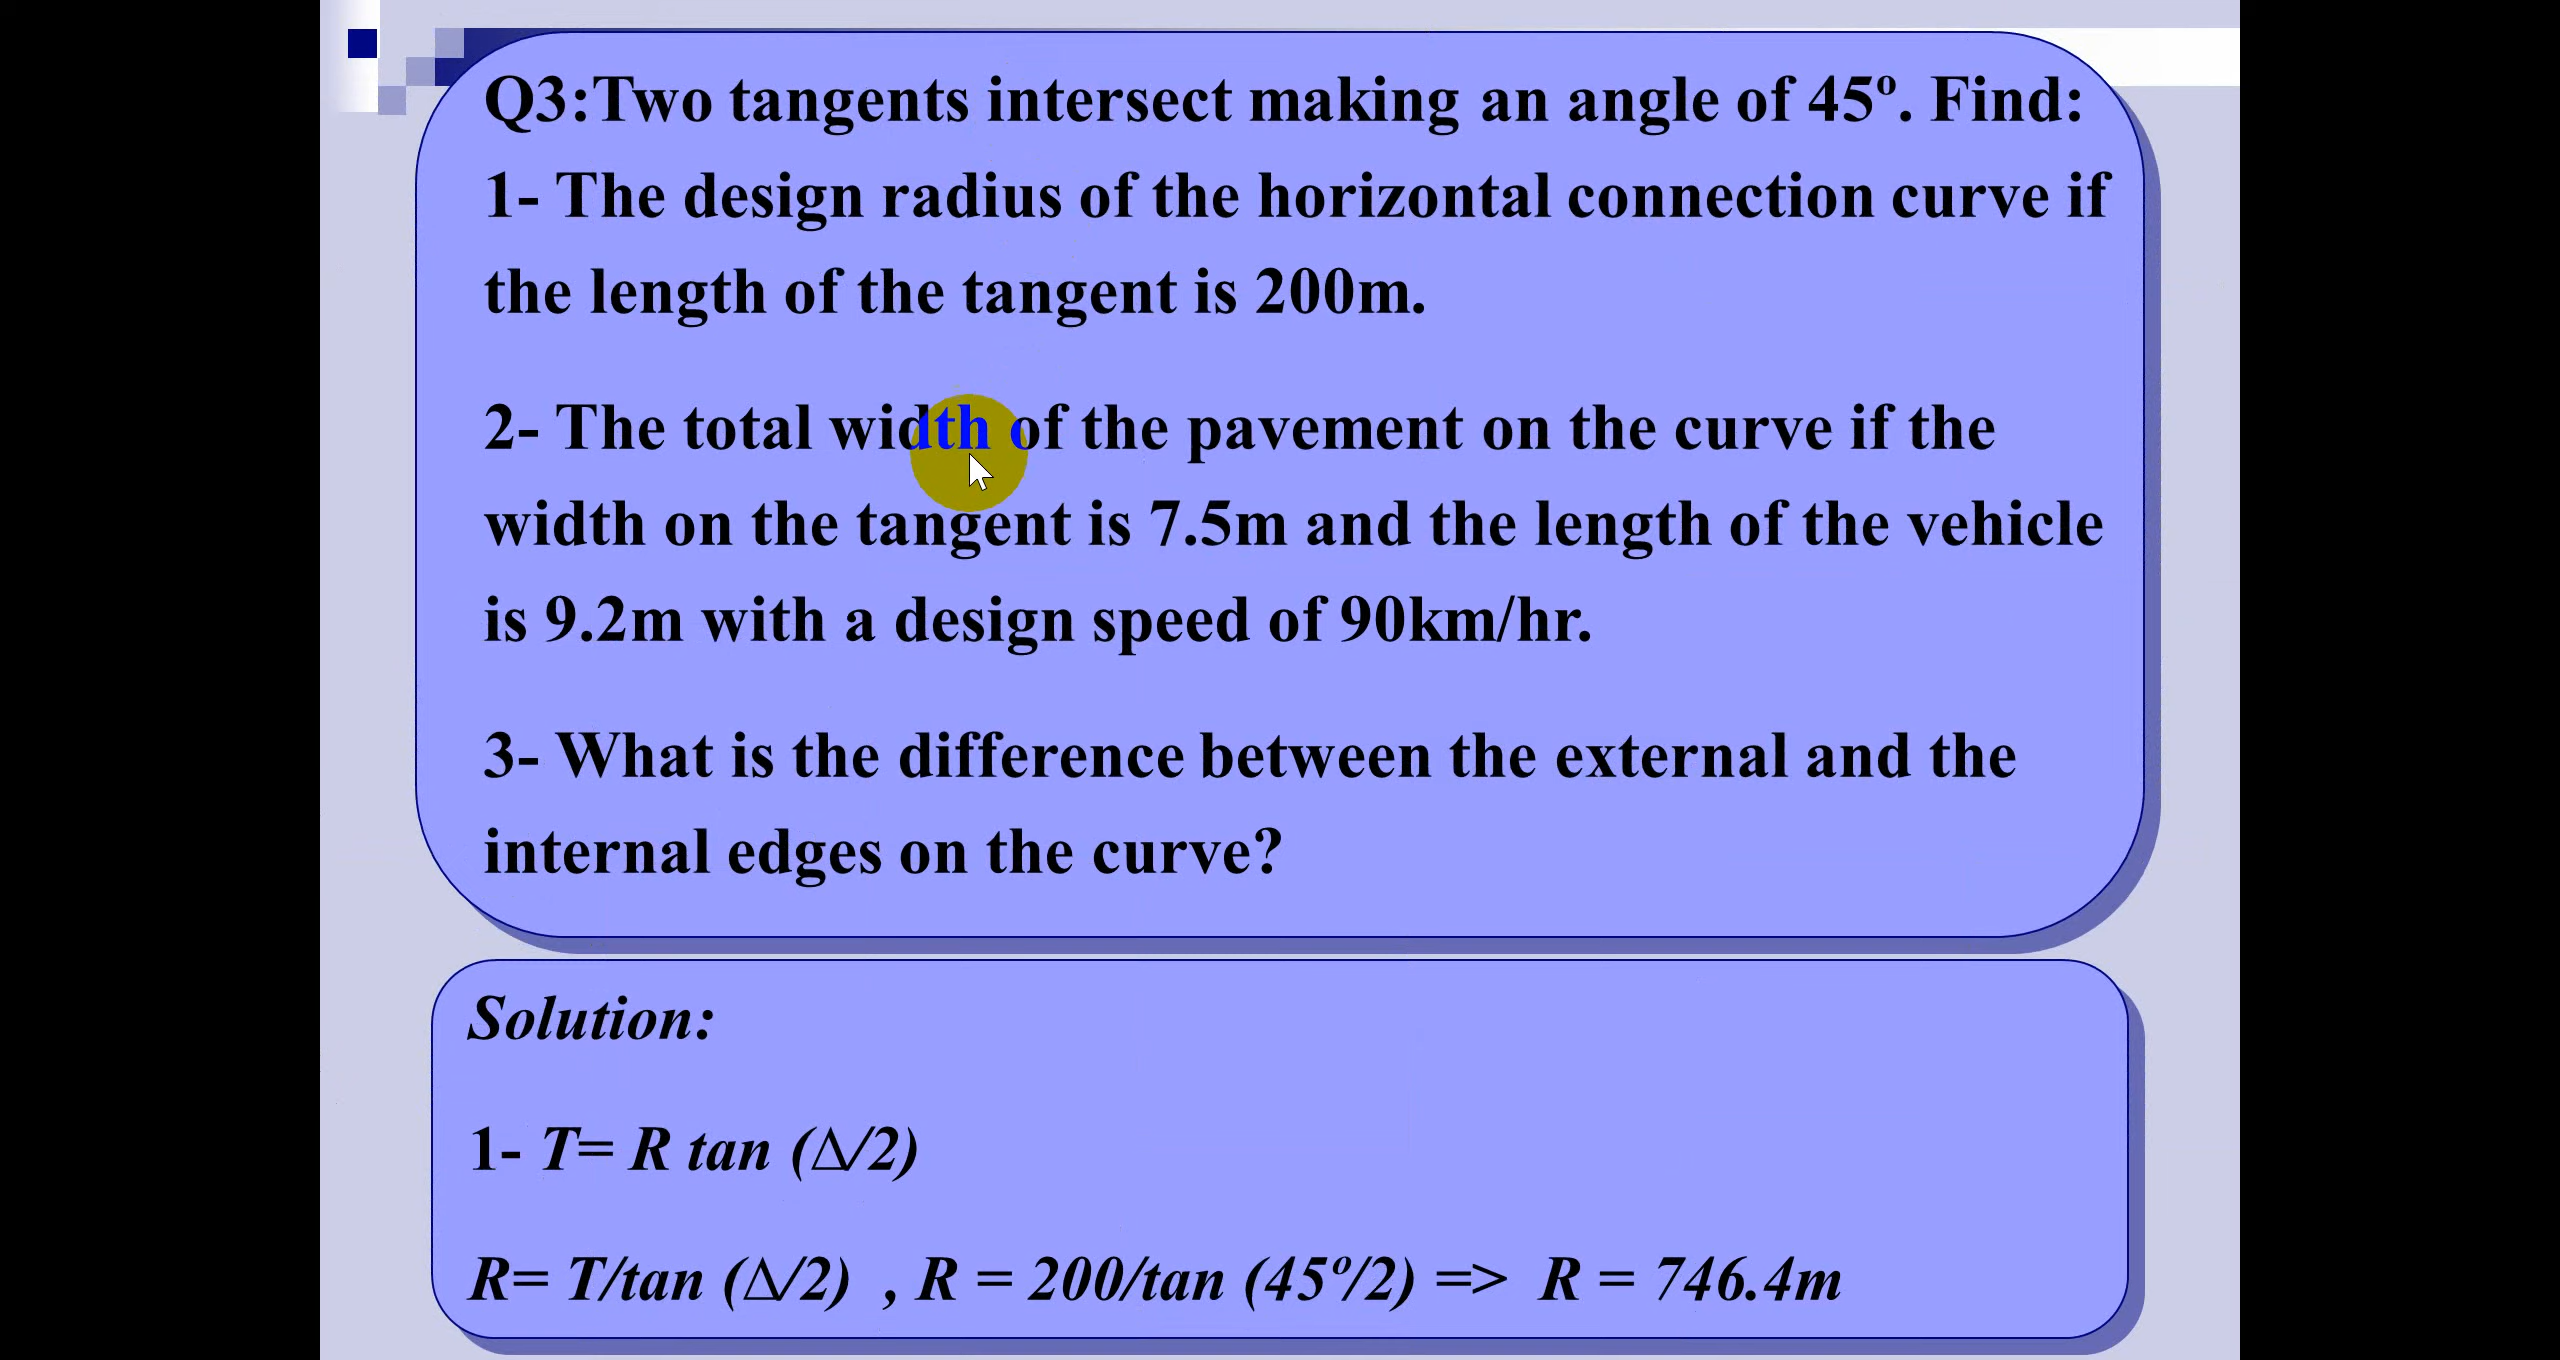 Q3:Two tangents intersect making an angle of 45º. Find:
1- The design radius of the horizontal connection curve if
the length of the tangent is 200m.
2- The total width of the pavement on the curve if the
width on the tangent is 7.5m and the length of the vehicle
is 9.2m with a design speed of 90km/hr.
3- What is the difference between the external and the
internal edges on the curve?
Solution:
1- T= R tan (∆/2)
R= T/tan (∆/2) , R = 200/tan (45º/2) => R = 746.4m